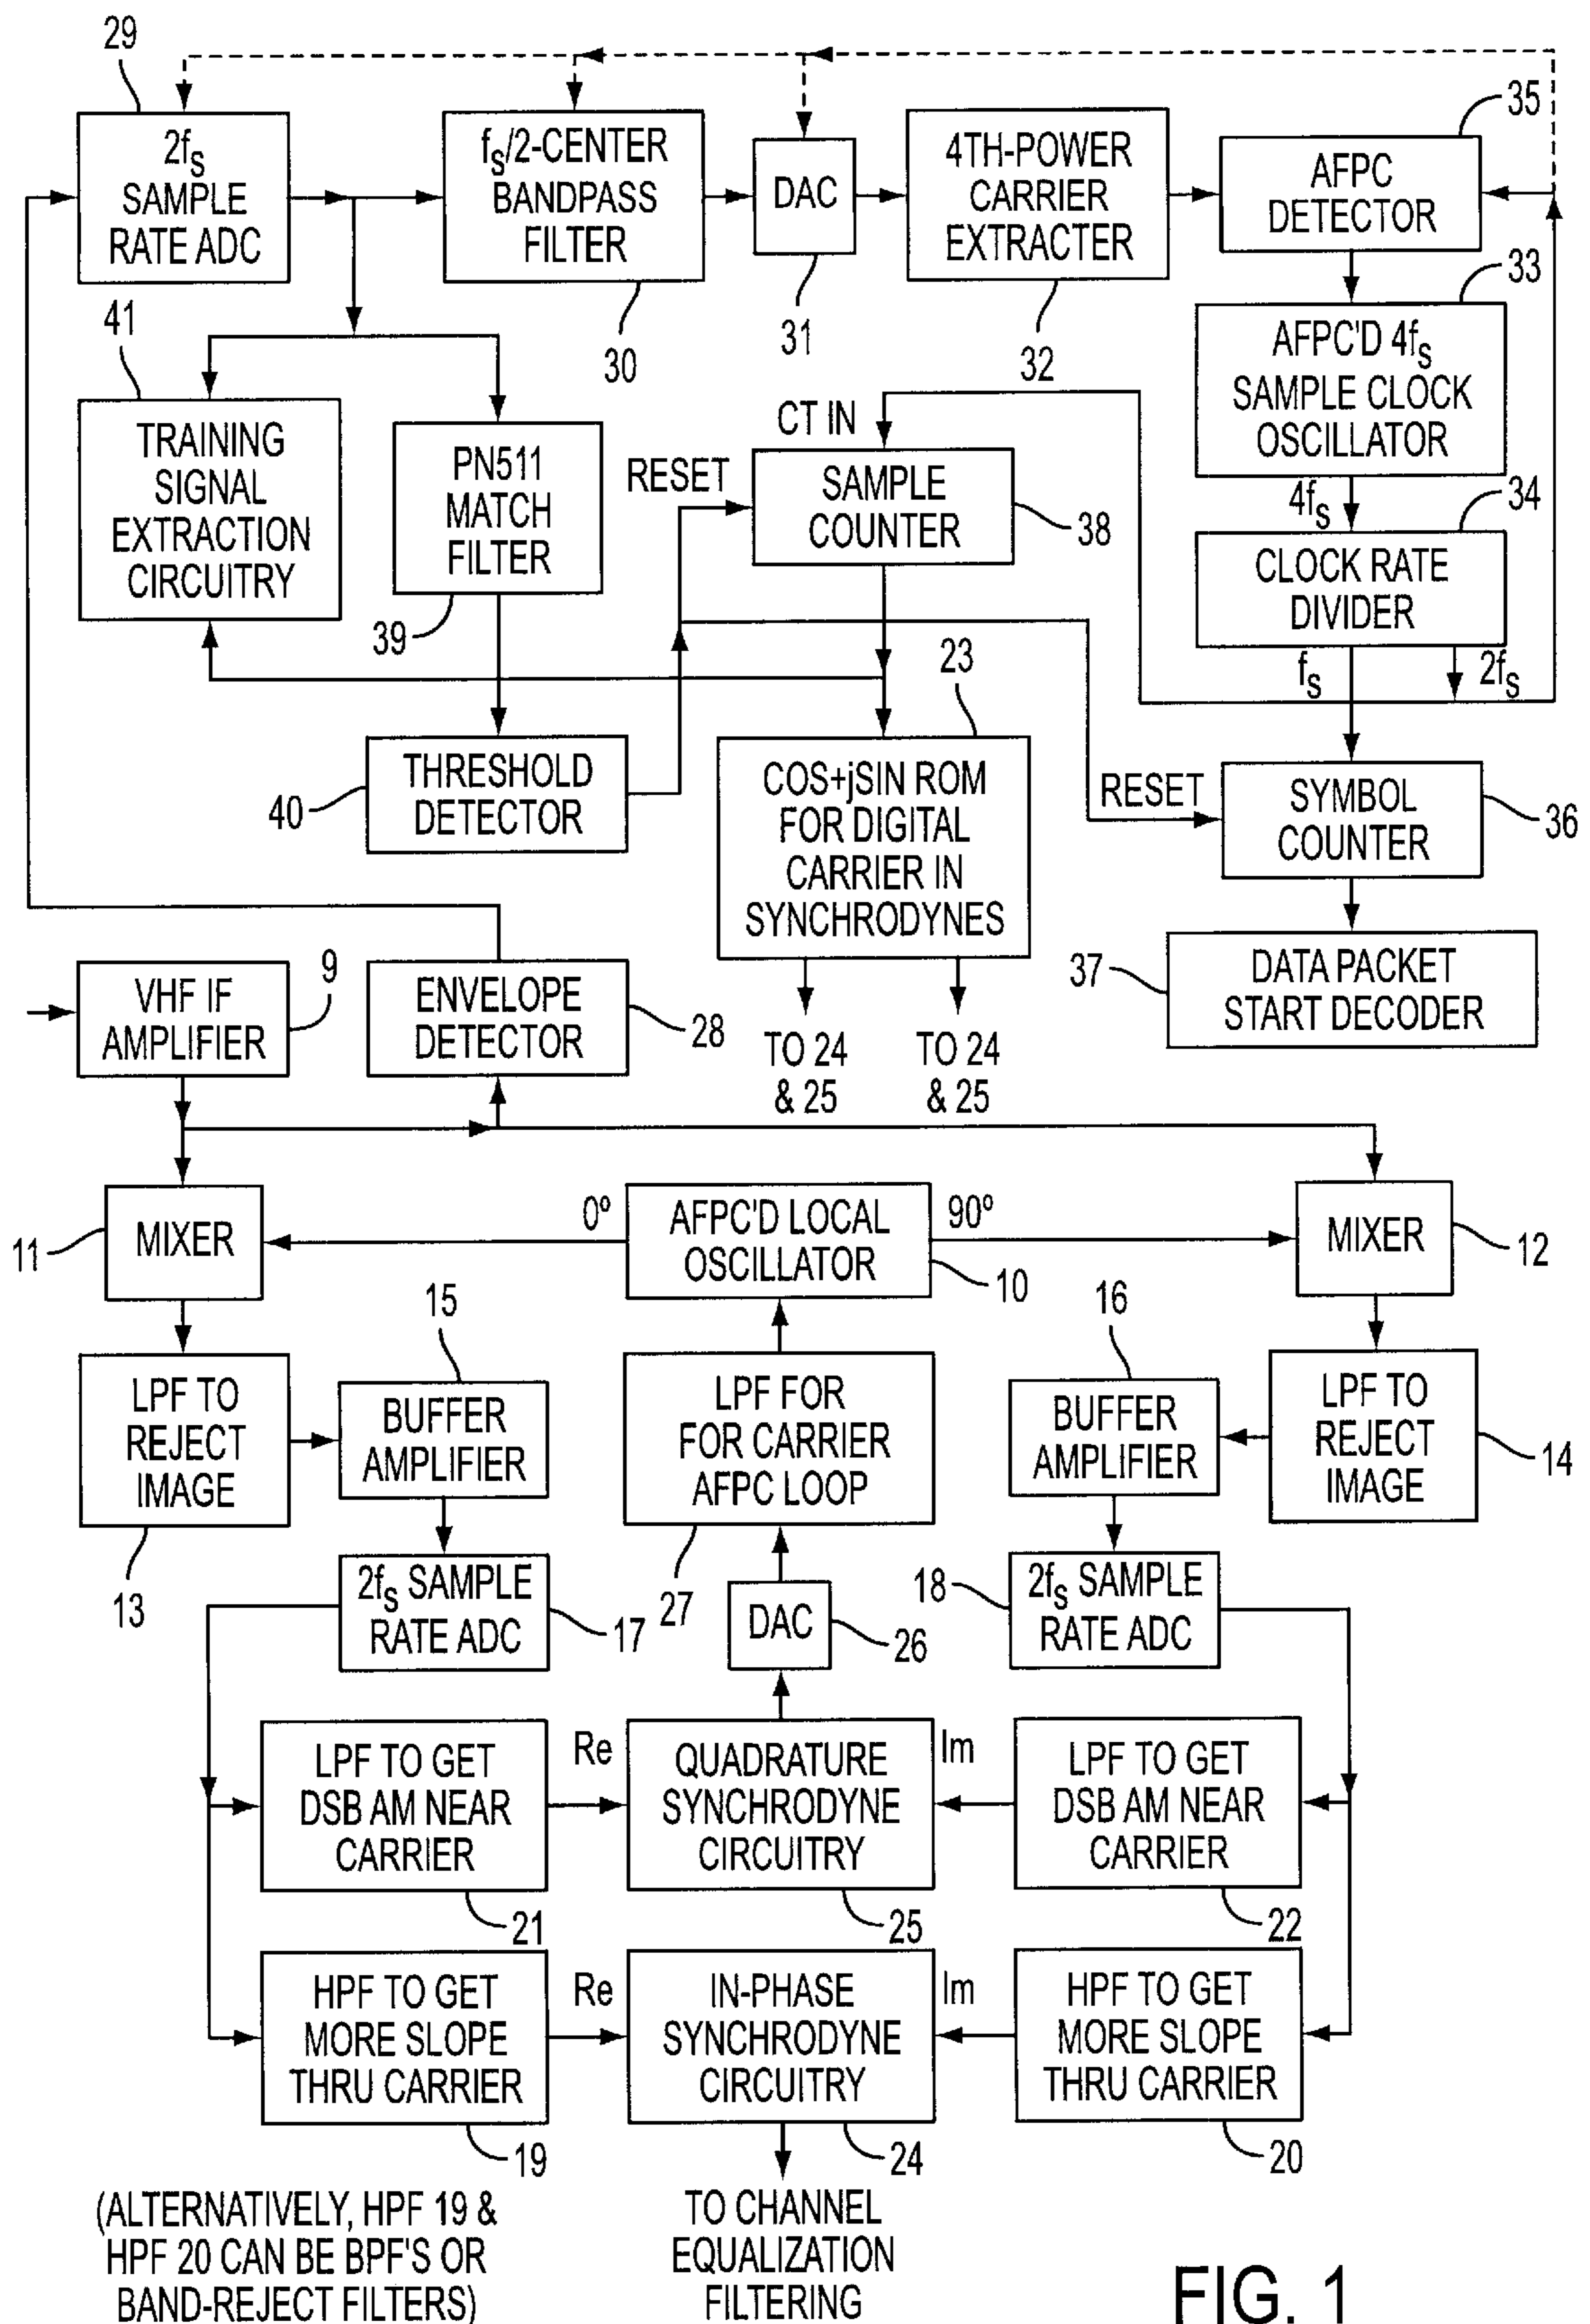 29
2fs
SAMPLE
RATE ADC
fs/2-CENTER
BANDPASS
FILTER
30
DAC
31
4TH-POWER
CARRIER
EXTRACTER
32
35
AFPC
DETECTOR
33
AFPC'D 4fs
SAMPLE CLOCK
OSCILLATOR
4fs
34
CLOCK RATE
DIVIDER
fs
2fs
41
TRAINING
SIGNAL
EXTRACTION
CIRCUITRY
PN511
MATCH
FILTER
39
CT IN
RESET
SAMPLE
COUNTER
38
THRESHOLD
DETECTOR
40
23
COS+jSIN ROM
FOR DIGITAL
CARRIER IN
SYNCHRODYNES
TO 24
& 25
TO 24
& 25
RESET
SYMBOL
COUNTER
36
37
DATA PACKET
START DECODER
VHF IF
AMPLIFIER
9
ENVELOPE
DETECTOR
28
11
MIXER
0º
AFPC'D LOCAL
OSCILLATOR
10
90º
MIXER
12
LPF TO
REJECT
IMAGE
13
15
BUFFER
AMPLIFIER
LPF FOR
FOR CARRIER
AFPC LOOP
27
16
BUFFER
AMPLIFIER
LPF TO
REJECT
IMAGE
14
2fs SAMPLE
RATE ADC
17
DAC
26
18
2fs SAMPLE
RATE ADC
LPF TO GET
DSB AM NEAR
CARRIER
21
Re
QUADRATURE
SYNCHRODYNE
CIRCUITRY
25
Im
LPF TO GET
DSB AM NEAR
CARRIER
22
HPF TO GET
MORE SLOPE
THRU CARRIER
19
Re
IN-PHASE
SYNCHRODYNE
CIRCUITRY
24
Im
HPF TO GET
MORE SLOPE
THRU CARRIER
20
(ALTERNATIVELY, HPF 19 &
HPF 20 CAN BE BPF'S OR
BAND-REJECT FILTERS)
TO CHANNEL
EQUALIZATION
FILTERING
FIG. 1